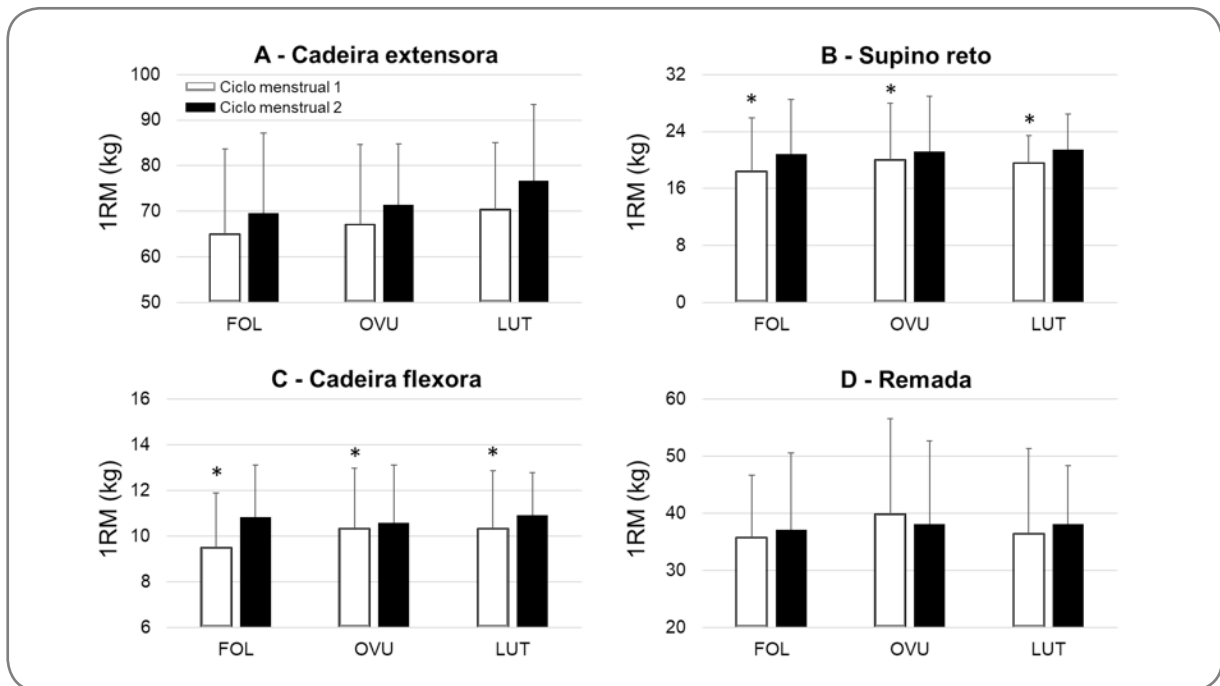 A - Cadeira extensora
Ciclo menstrual 1
Ciclo menstrual 2
1RM (kg)
100
90
80
70
60
50
FOL OVU LUT
B - Supino reto
1RM (kg)
32
24
16
8
0
* * *
FOL OVU LUT
C - Cadeira flexora
1RM (kg)
16
14
12
10
8
6
* * *
FOL OVU LUT
D - Remada
1RM (kg)
60
50
40
30
20
FOL OVU LUT